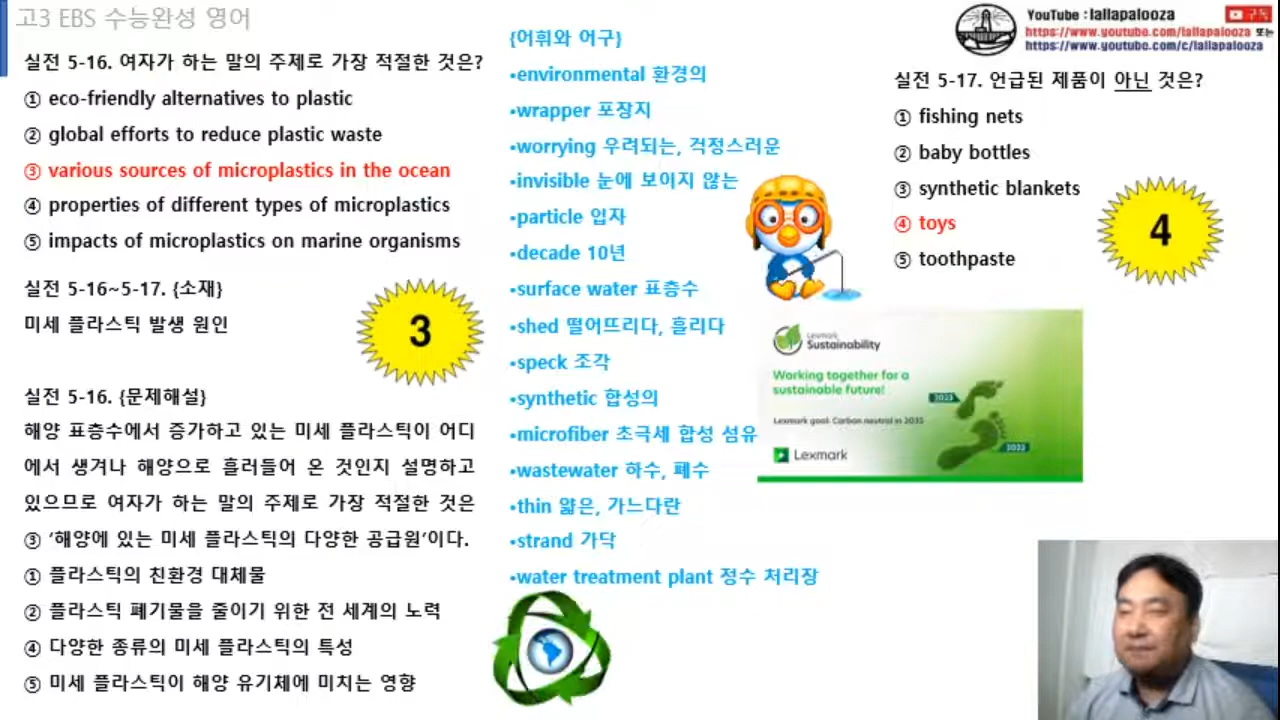 고3 EBS 수능완성 영어
실전 5-16. 여자가 하는 말의 주제로 가장 적절한 것은?
① eco-friendly alternatives to plastic
② global efforts to reduce plastic waste
③ various sources of microplastics in the ocean
④ properties of different types of microplastics
⑤ impacts of microplastics on marine organisms
실전 5-16~5-17. {소재}
미세 플라스틱 발생 원인
3
실전 5-16. {문제해설}
해양 표층수에서 증가하고 있는 미세 플라스틱이 어디
에서 생겨나 해양으로 흘러들어 온 것인지 설명하고
있으므로 여자가 하는 말의 주제로 가장 적절한 것은
③ ‘해양에 있는 미세 플라스틱의 다양한 공급원’이다.
① 플라스틱의 친환경 대체물
② 플라스틱 폐기물을 줄이기 위한 전 세계의 노력
④ 다양한 종류의 미세 플라스틱의 특성
⑤ 미세 플라스틱이 해양 유기체에 미치는 영향
{어휘와 어구}
•environmental 환경의
•wrapper 포장지
•worrying 우려되는, 걱정스러운
•invisible 눈에 보이지 않는
•particle 입자
•decade 10년
•surface water 표층수
•shed 떨어뜨리다, 흘리다
•speck 조각
•synthetic 합성의
•microfiber 초극세 합성 섬유
•wastewater 하수, 폐수
•thin 얇은, 가느다란
•strand 가닥
•water treatment plant 정수 처리장
YouTube : lallapalooza
구독
https://www.youtube.com/lallapalooza 또는
https://www.youtube.com/c/lallapalooza
실전 5-17. 언급된 제품이 아닌 것은?
① fishing nets
② baby bottles
③ synthetic blankets
④ toys
⑤ toothpaste
4
Lexmark
Sustainability
Working together for a
sustainable future!
Lexmark goal: Carbon neutral in 2035
Lexmark